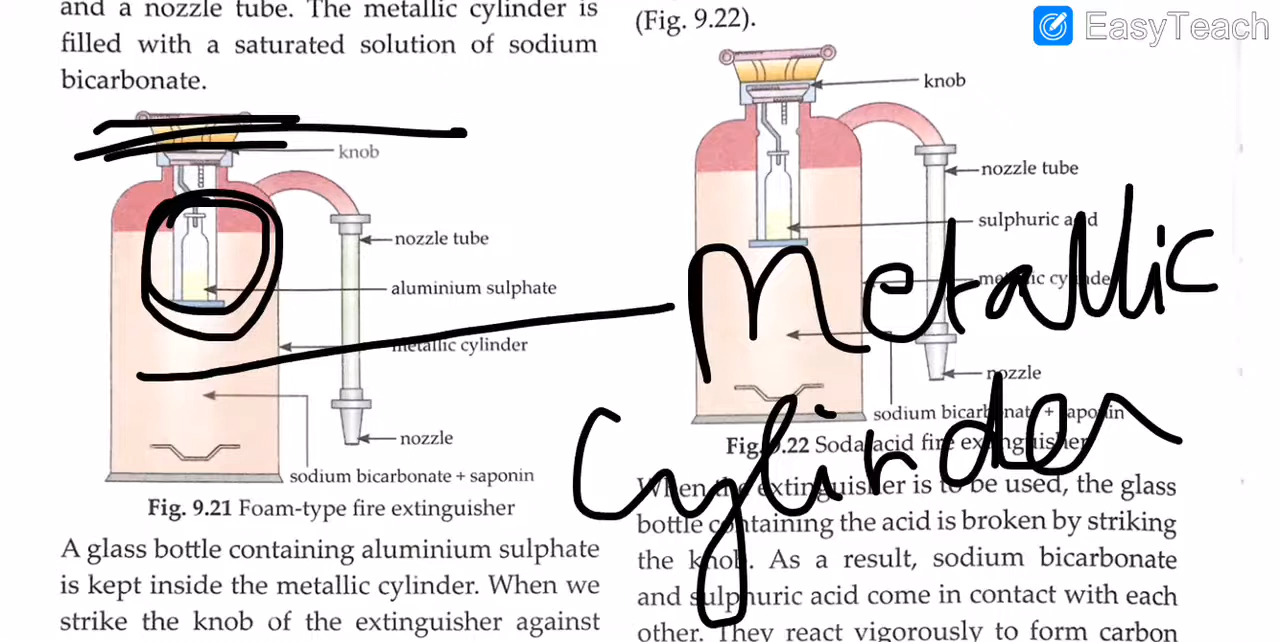 and a nozzle tube. The metallic cylinder is
filled with a saturated solution of sodium
bicarbonate.
knob
nozzle tube
aluminium sulphate
metallic cylinder
nozzle
sodium bicarbonate + saponin
Fig. 9.21 Foam-type fire extinguisher
A glass bottle containing aluminium sulphate
is kept inside the metallic cylinder. When we
strike the knob of the extinguisher against
(Fig. 9.22).
EasyTeach
knob
nozzle tube
sulphuric acid
metallic cylinder
nozzle
sodium bicarbonate + saponin
Fig. 9.22 Soda acid fire extinguisher
Metallic
Cylinder
When the extinguisher is to be used, the glass
bottle containing the acid is broken by striking
the knob. As a result, sodium bicarbonate
and sulphuric acid come in contact with each
other. They react vigorously to form carbon